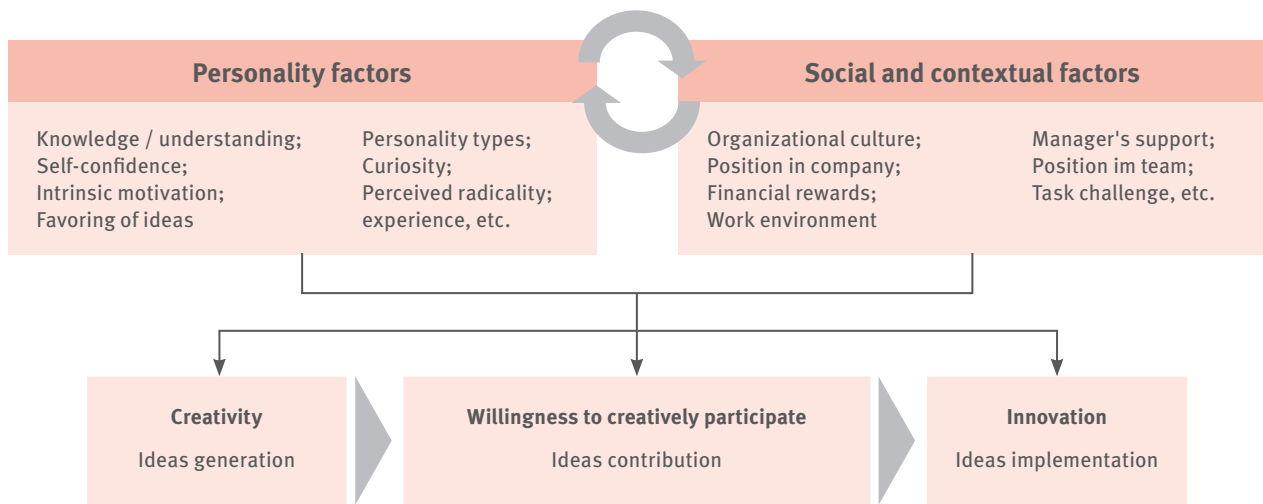 Personality factors
Knowledge / understanding;
Self-confidence;
Intrinsic motivation;
Favoring of ideas
Personality types;
Curiosity;
Perceived radicality;
experience, etc.
Social and contextual factors
Organizational culture;
Position in company;
Financial rewards;
Work environment
Manager's support;
Position im team;
Task challenge, etc.
Creativity
Ideas generation
Willingness to creatively participate
Ideas contribution
Innovation
Ideas implementation